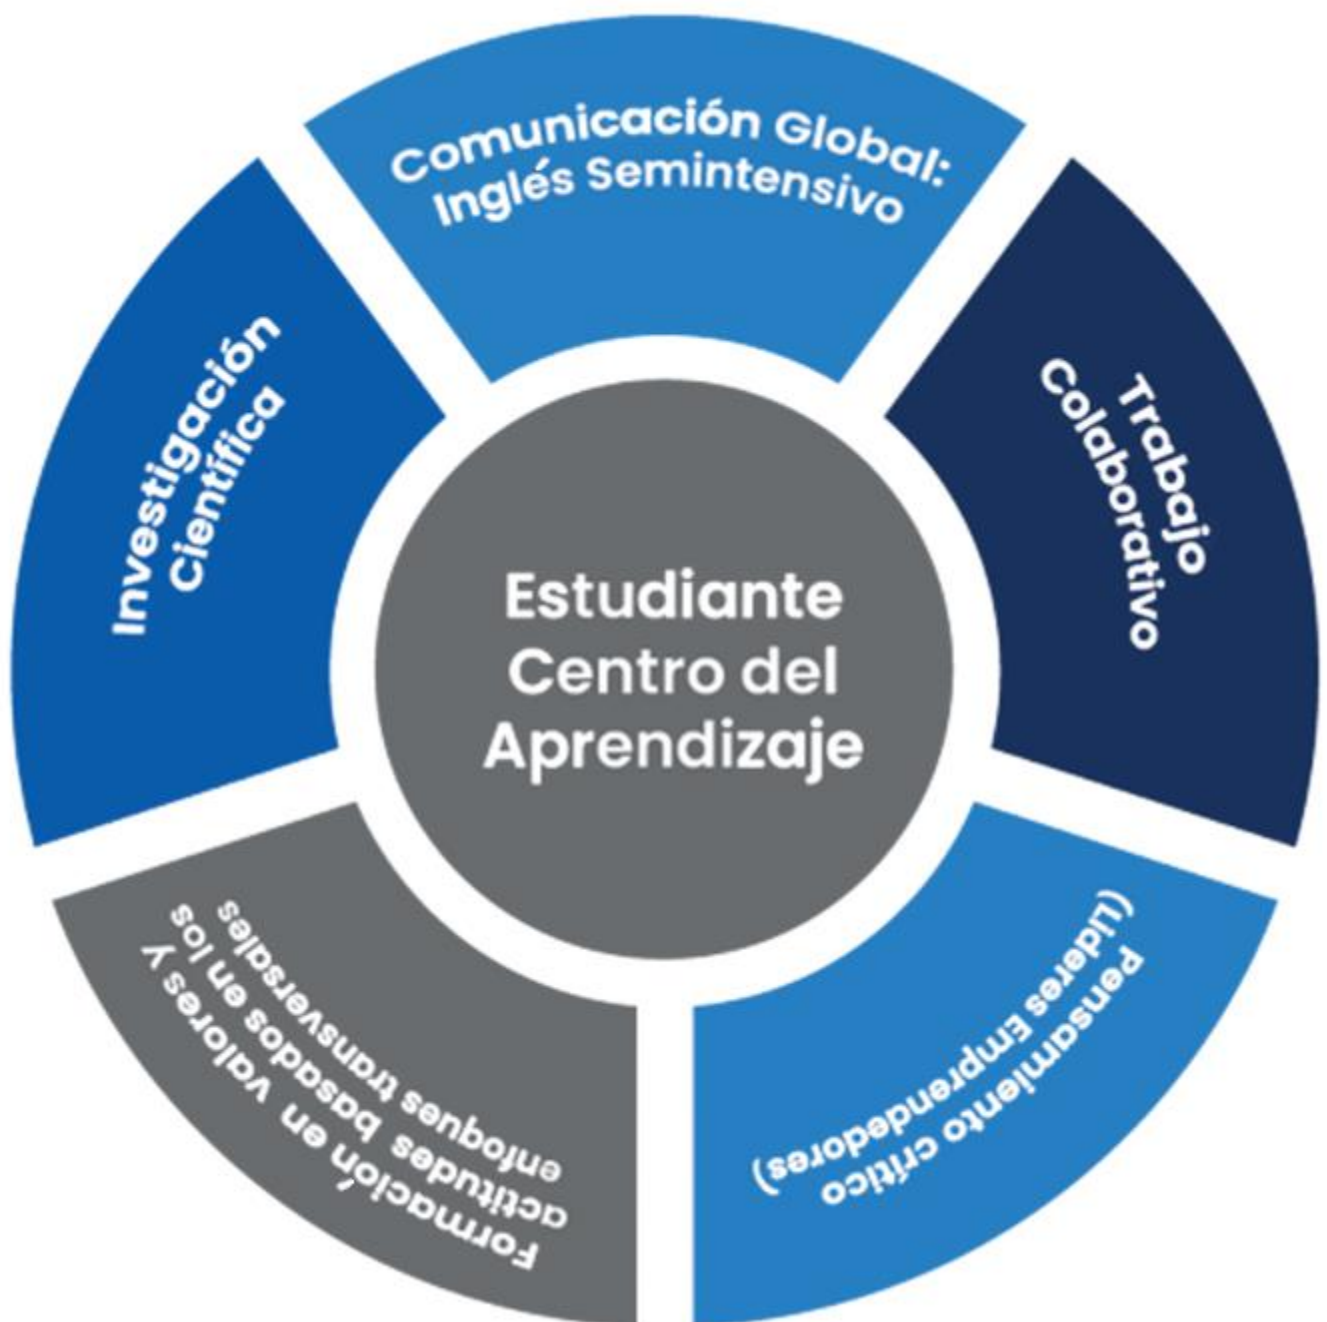 Comunicación Global:
Inglés Semintensivo
Trabajo
Colaborativo
Pensamiento crítico
(Lideres Emprendedores)
Formación en valores y
actitudes basados en los
enfoques transversales
Investigación
Científica
Estudiante
Centro del
Aprendizaje